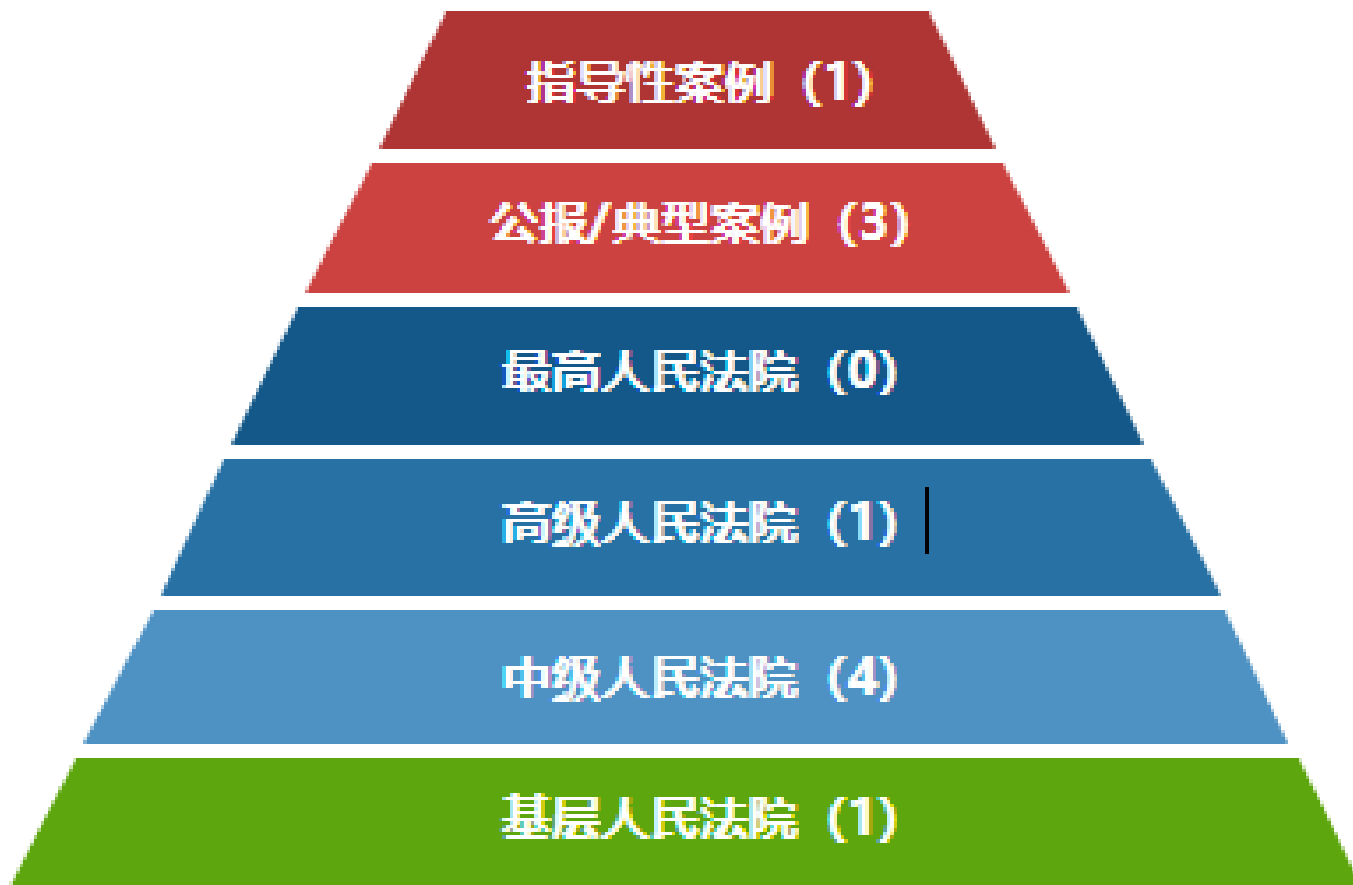 指导性案例（1）
公报/典型案例（3）
最高人民法院（0）
高级人民法院（1）
中级人民法院（4）
基层人民法院（1）